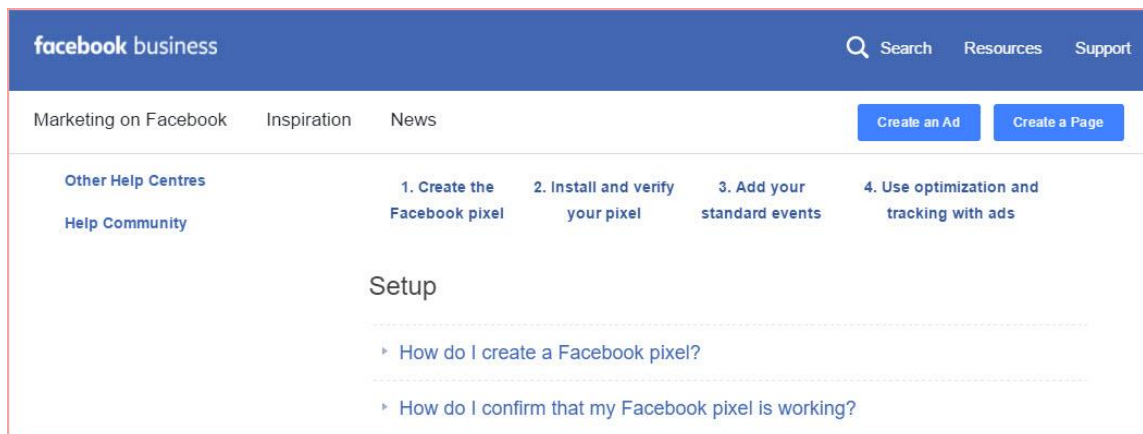 facebook business
Search Resources Support
Marketing on Facebook Inspiration News
Create an Ad Create a Page
Other Help Centres
Help Community
1. Create the
Facebook pixel
2. Install and verify
your pixel
3. Add your
standard events
4. Use optimization and
tracking with ads
Setup
How do I create a Facebook pixel?
How do I confirm that my Facebook pixel is working?